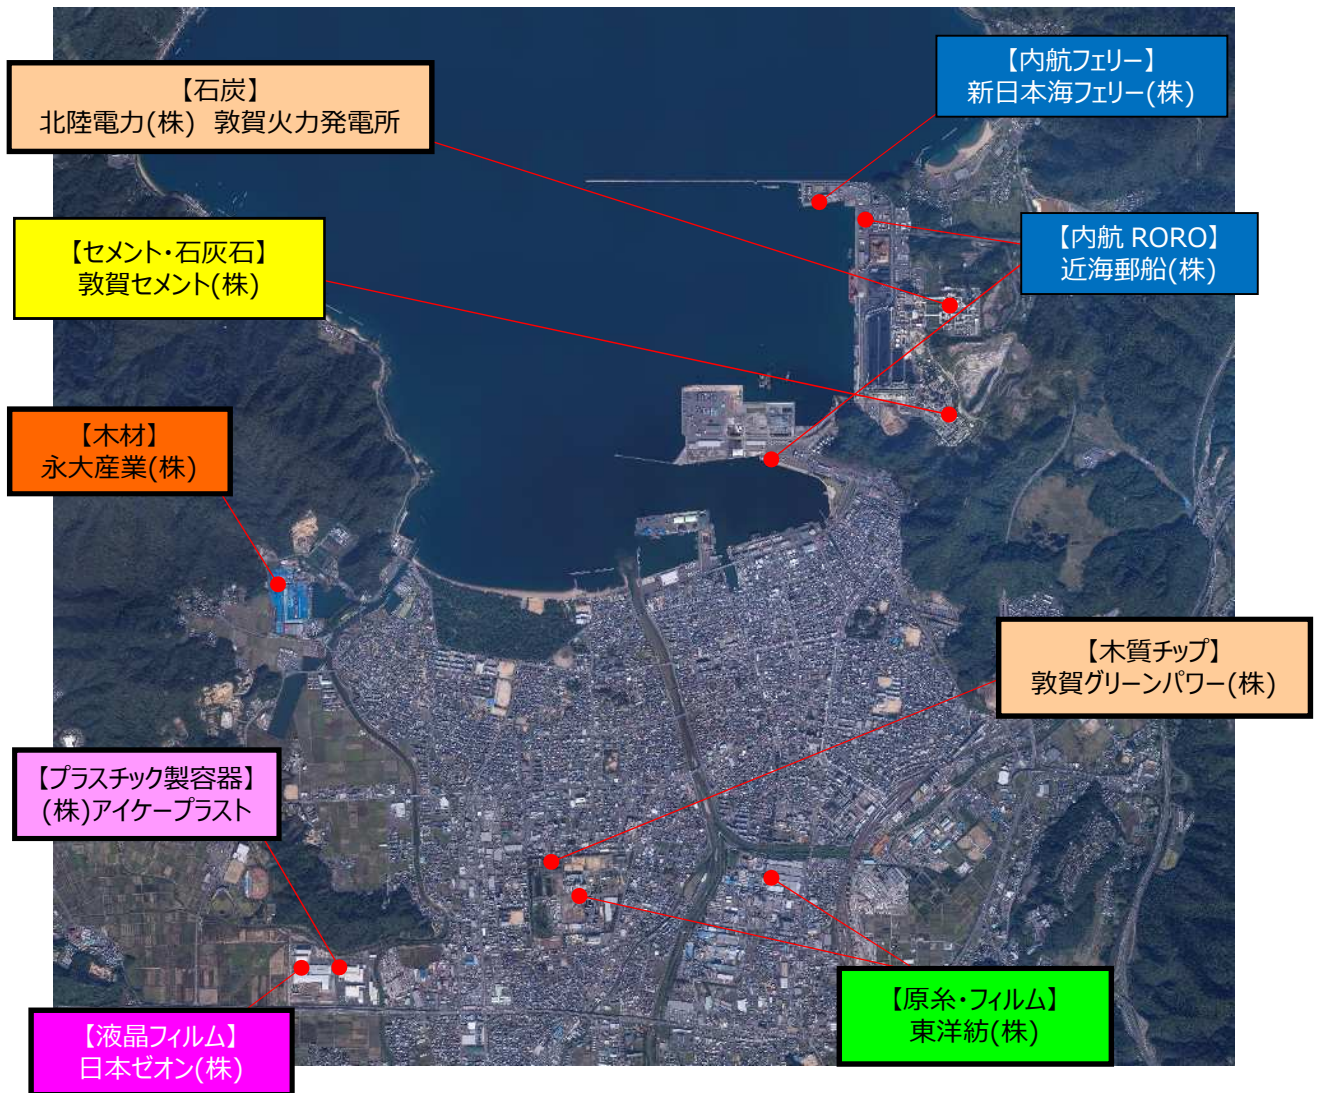 【石炭】
北陸電力(株) 敦賀火力発電所
【内航フェリー】
新日本海フェリー(株)
【セメント・石灰石】
敦賀セメント(株)
【内航 RORO】
近海郵船(株)
【木材】
永大産業(株)
【木質チップ】
敦賀グリーンパワー(株)
【プラスチック製容器】
(株)アイケープラスト
【原糸・フィルム】
東洋紡(株)
【液晶フィルム】
日本ゼオン(株)